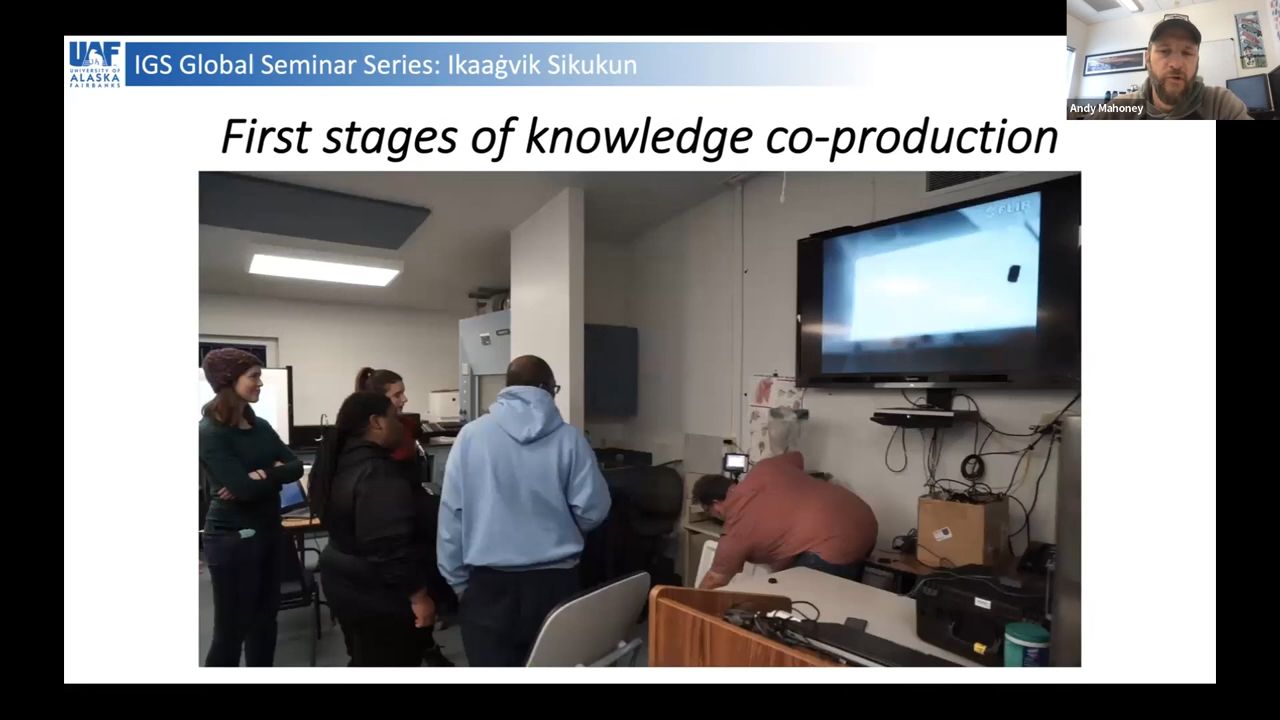 UAF
UNIVERSITY OF
ALASKA
FAIRBANKS
IGS Global Seminar Series: Ikaaġvik Sikukun
Andy Mahoney
First stages of knowledge co-production
FLIR